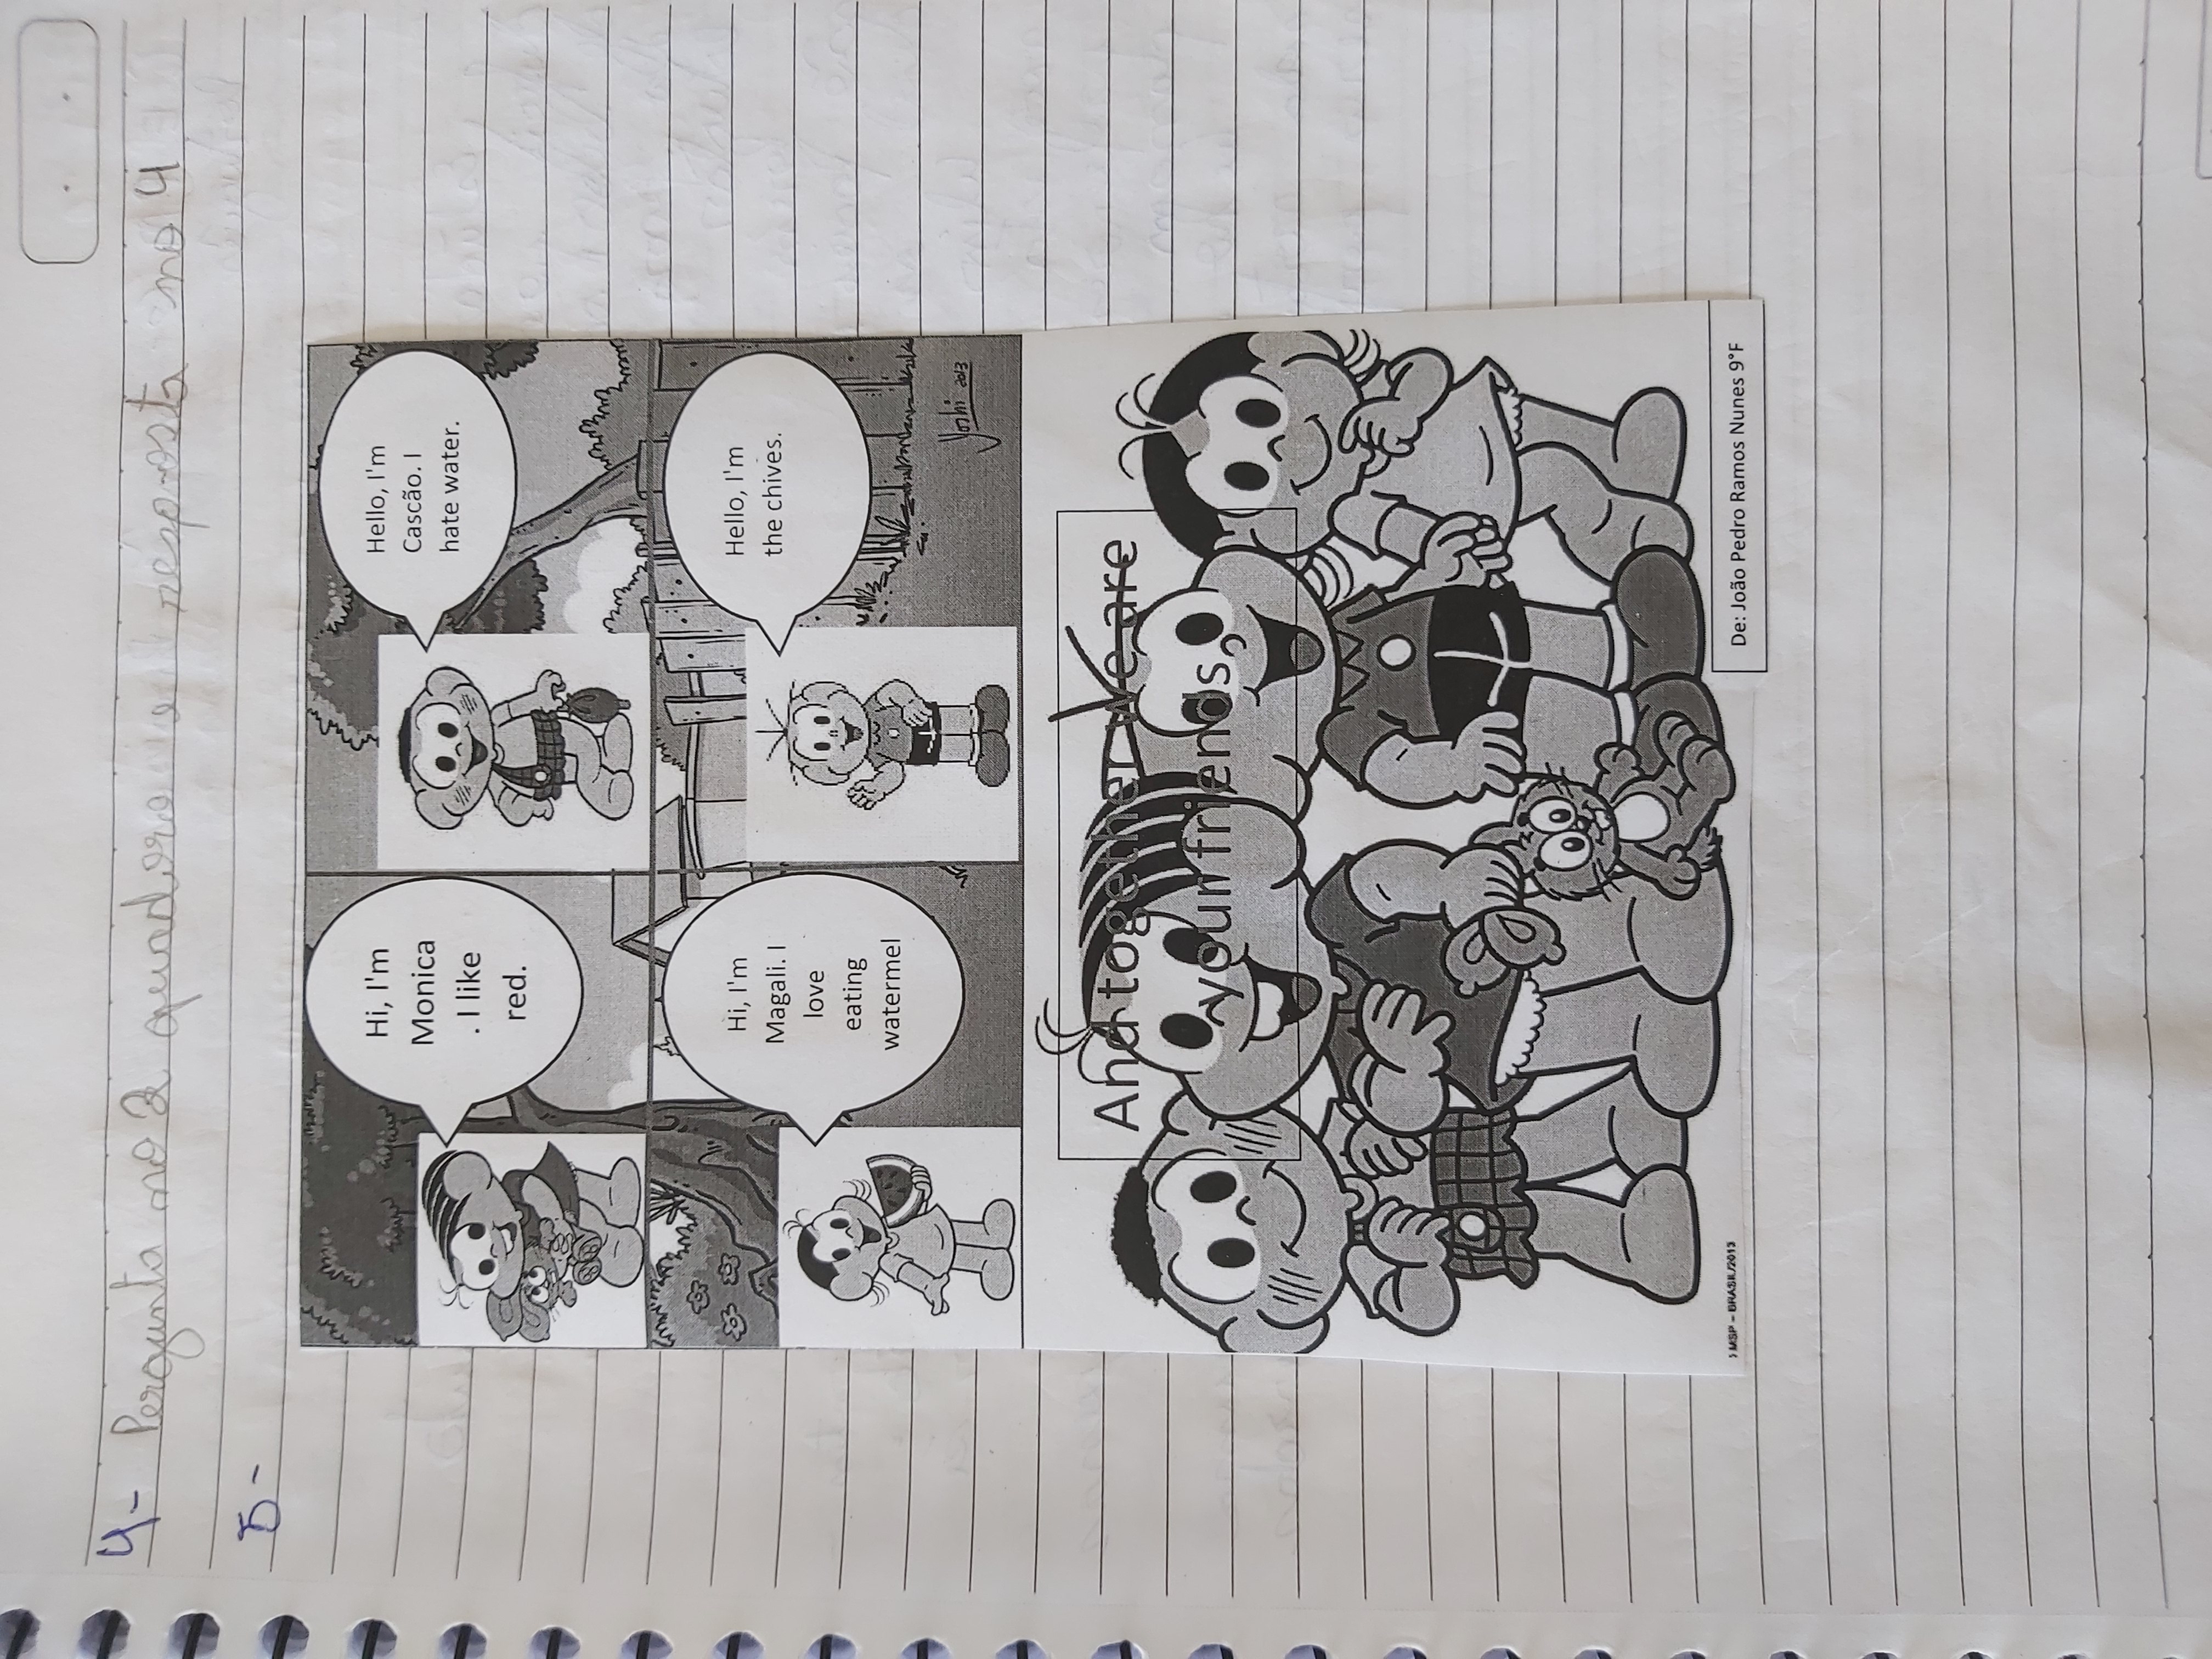 4- Pergunta no 2 quadoro e resposta no 4
5-
Hi, I'm
Monica
. I like
red.
Hello, I'm
Cascão. I
hate water.
Hi, I'm
Magali. I
love
eating
watermel
Hello, I'm
the chives.
Yoshi 2013
And together we are
your friends
MSP – BRASIL/2013
De: João Pedro Ramos Nunes 9°F